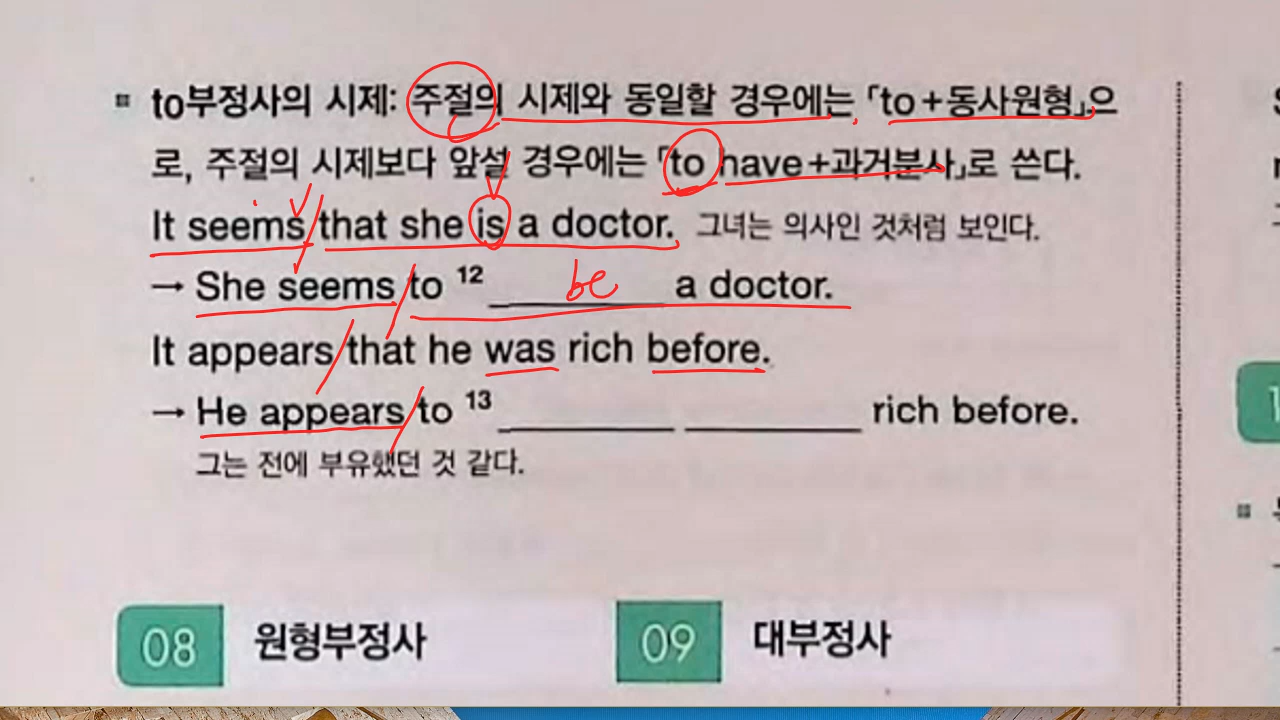 to부정사의 시제: 주절의 시제와 동일할 경우에는 「to+동사원형」으
로, 주절의 시제보다 앞설 경우에는 「to have+과거분사」로 쓴다.
It seems that she is a doctor. 그녀는 의사인 것처럼 보인다.
→ She seems to 12 be a doctor.
It appears that he was rich before.
→ He appears to 13 ______ ______ rich before.
그는 전에 부유했던 것 같다.
08 원형부정사
09 대부정사